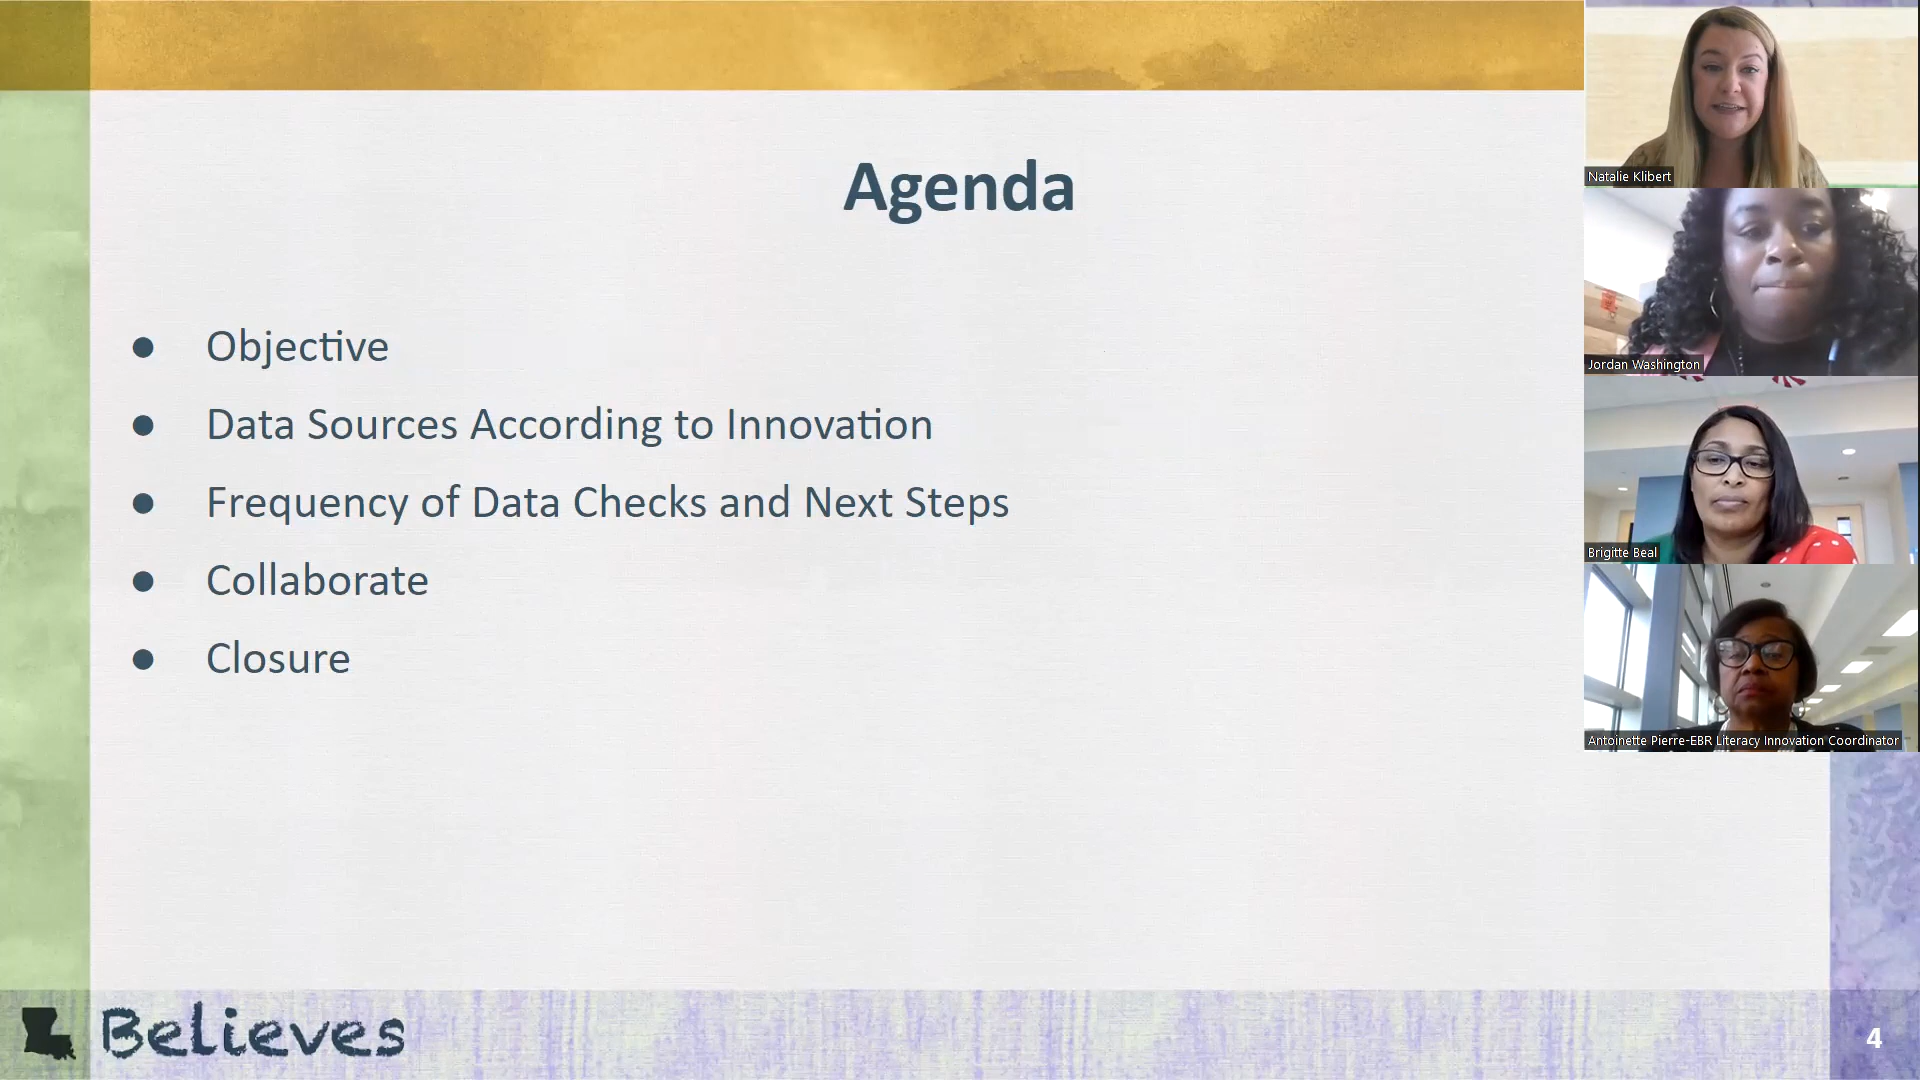 Agenda
● Objective
● Data Sources According to Innovation
● Frequency of Data Checks and Next Steps
● Collaborate
● Closure
Believes
4
Natalie Klibert
Jordan Washington
Brigitte Beal
Antoinette Pierre-EBR Literacy Innovation Coordinator